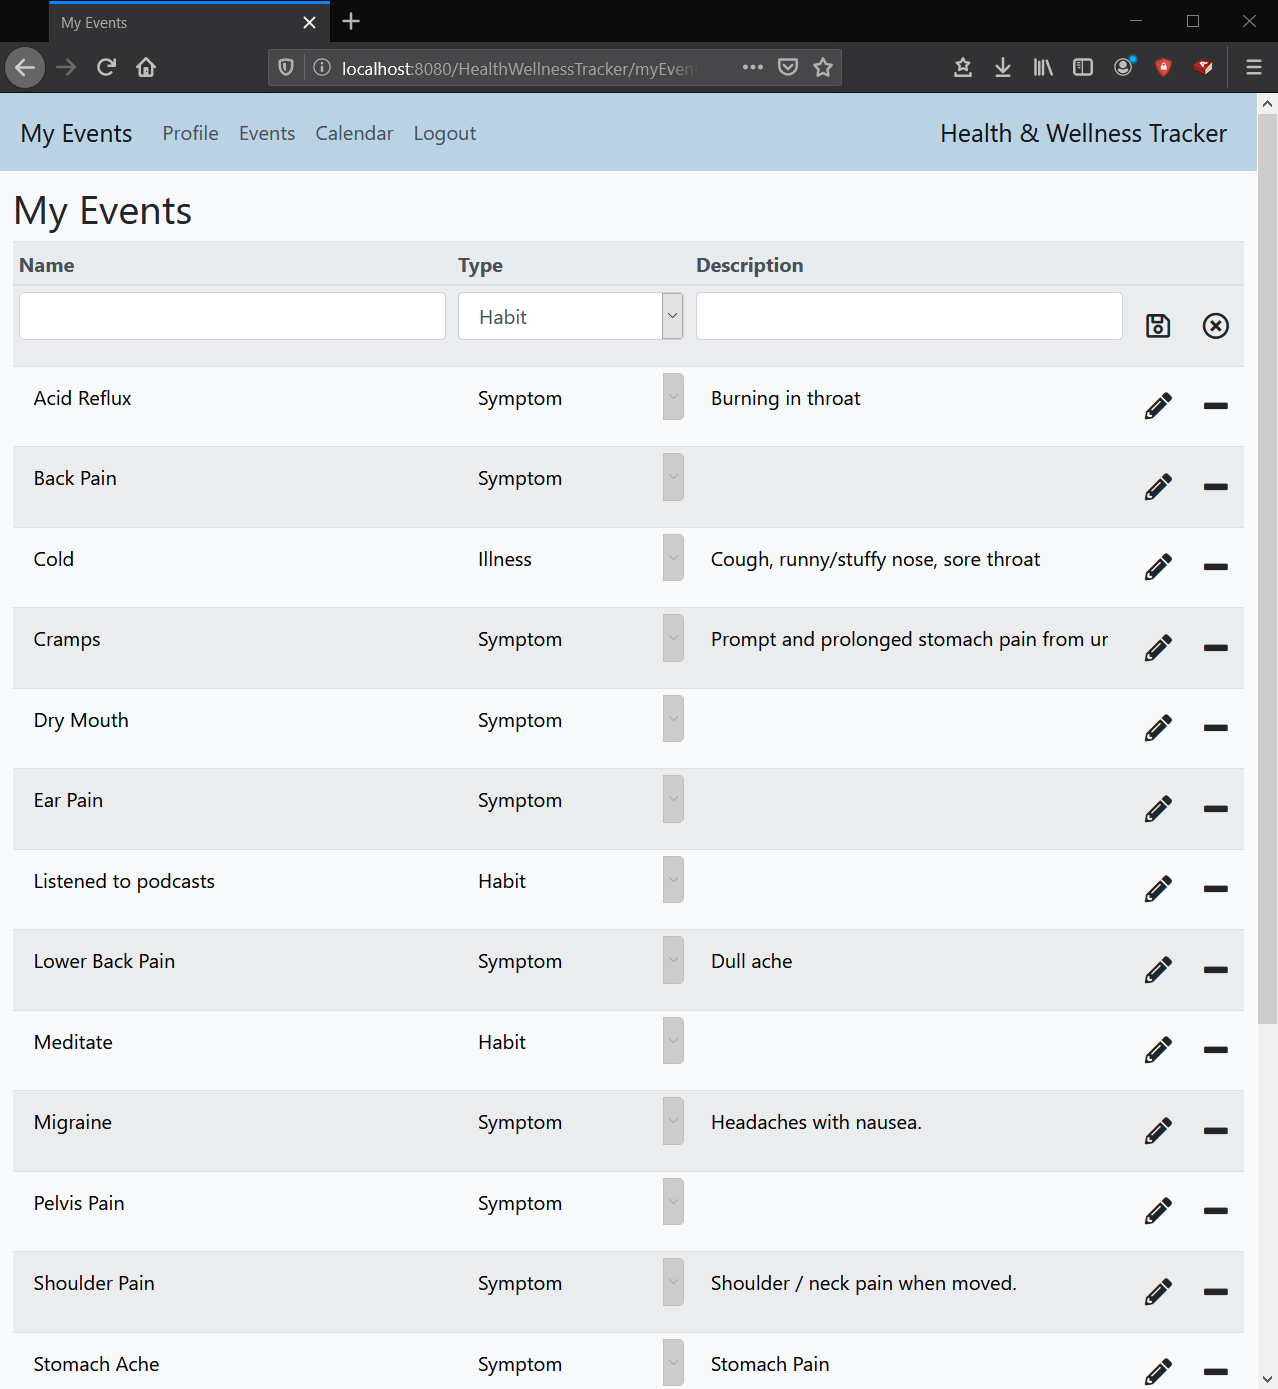 My Events
localhost:8080/HealthWellnessTracker/myEven
My Events Profile Events Calendar Logout Health & Wellness Tracker
My Events
Name Type Description
Habit
Acid Reflux Symptom Burning in throat
Back Pain Symptom
Cold Illness Cough, runny/stuffy nose, sore throat
Cramps Symptom Prompt and prolonged stomach pain from ur
Dry Mouth Symptom
Ear Pain Symptom
Listened to podcasts Habit
Lower Back Pain Symptom Dull ache
Meditate Habit
Migraine Symptom Headaches with nausea.
Pelvis Pain Symptom
Shoulder Pain Symptom Shoulder / neck pain when moved.
Stomach Ache Symptom Stomach Pain